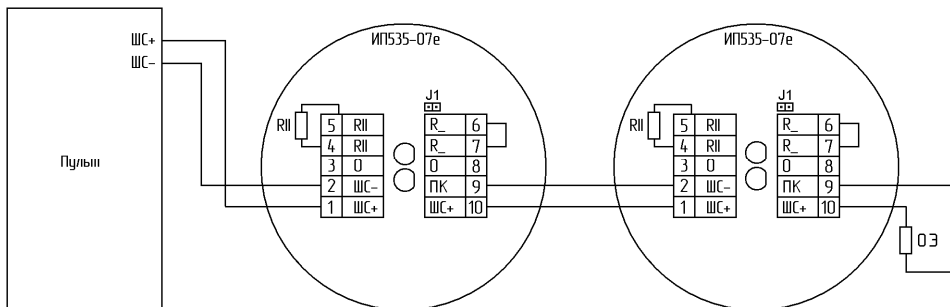 ШС+
ШС-
Пульт
ИП535-07е
J1
RII
5 RII
4 RII
3 0
2 ШС-
1 ШС+
R_ 6
R_ 7
0 8
ПК 9
ШС+ 10
ИП535-07е
J1
RII
5 RII
4 RII
3 0
2 ШС-
1 ШС+
R_ 6
R_ 7
0 8
ПК 9
ШС+ 10
ОЭ